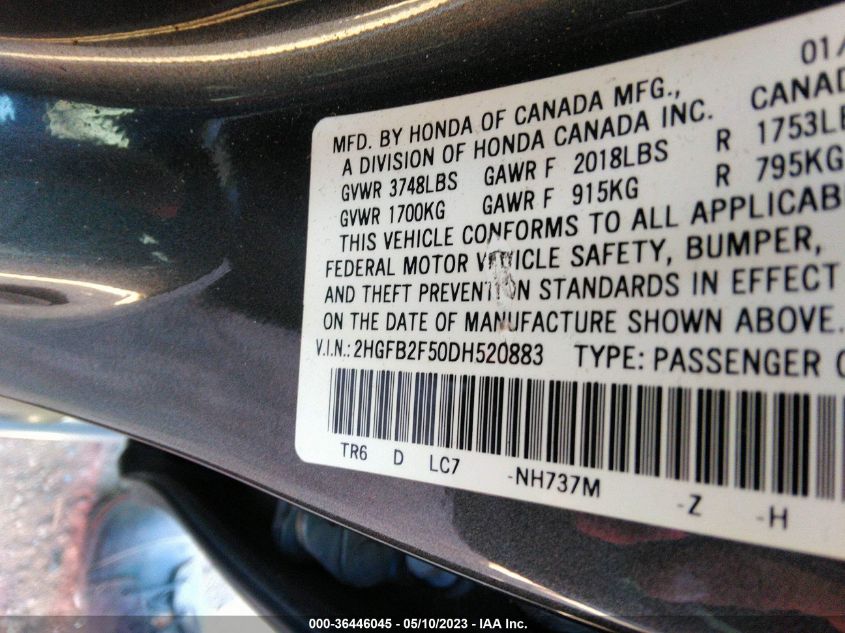 01/
MFD. BY HONDA OF CANADA MFG.,
A DIVISION OF HONDA CANADA INC. CANAD
GVWR 3748LBS GAWR F 2018LBS R 1753LB
GVWR 1700KG GAWR F 915KG R 795KG
THIS VEHICLE CONFORMS TO ALL APPLICABL
FEDERAL MOTOR VEHICLE SAFETY, BUMPER,
AND THEFT PREVENTION STANDARDS IN EFFECT
ON THE DATE OF MANUFACTURE SHOWN ABOVE.
V.I.N.: 2HGFB2F50DH520883 TYPE: PASSENGER C
TR6 D LC7 -NH737M -Z -H
000-36446045 - 05/10/2023 - IAA Inc.